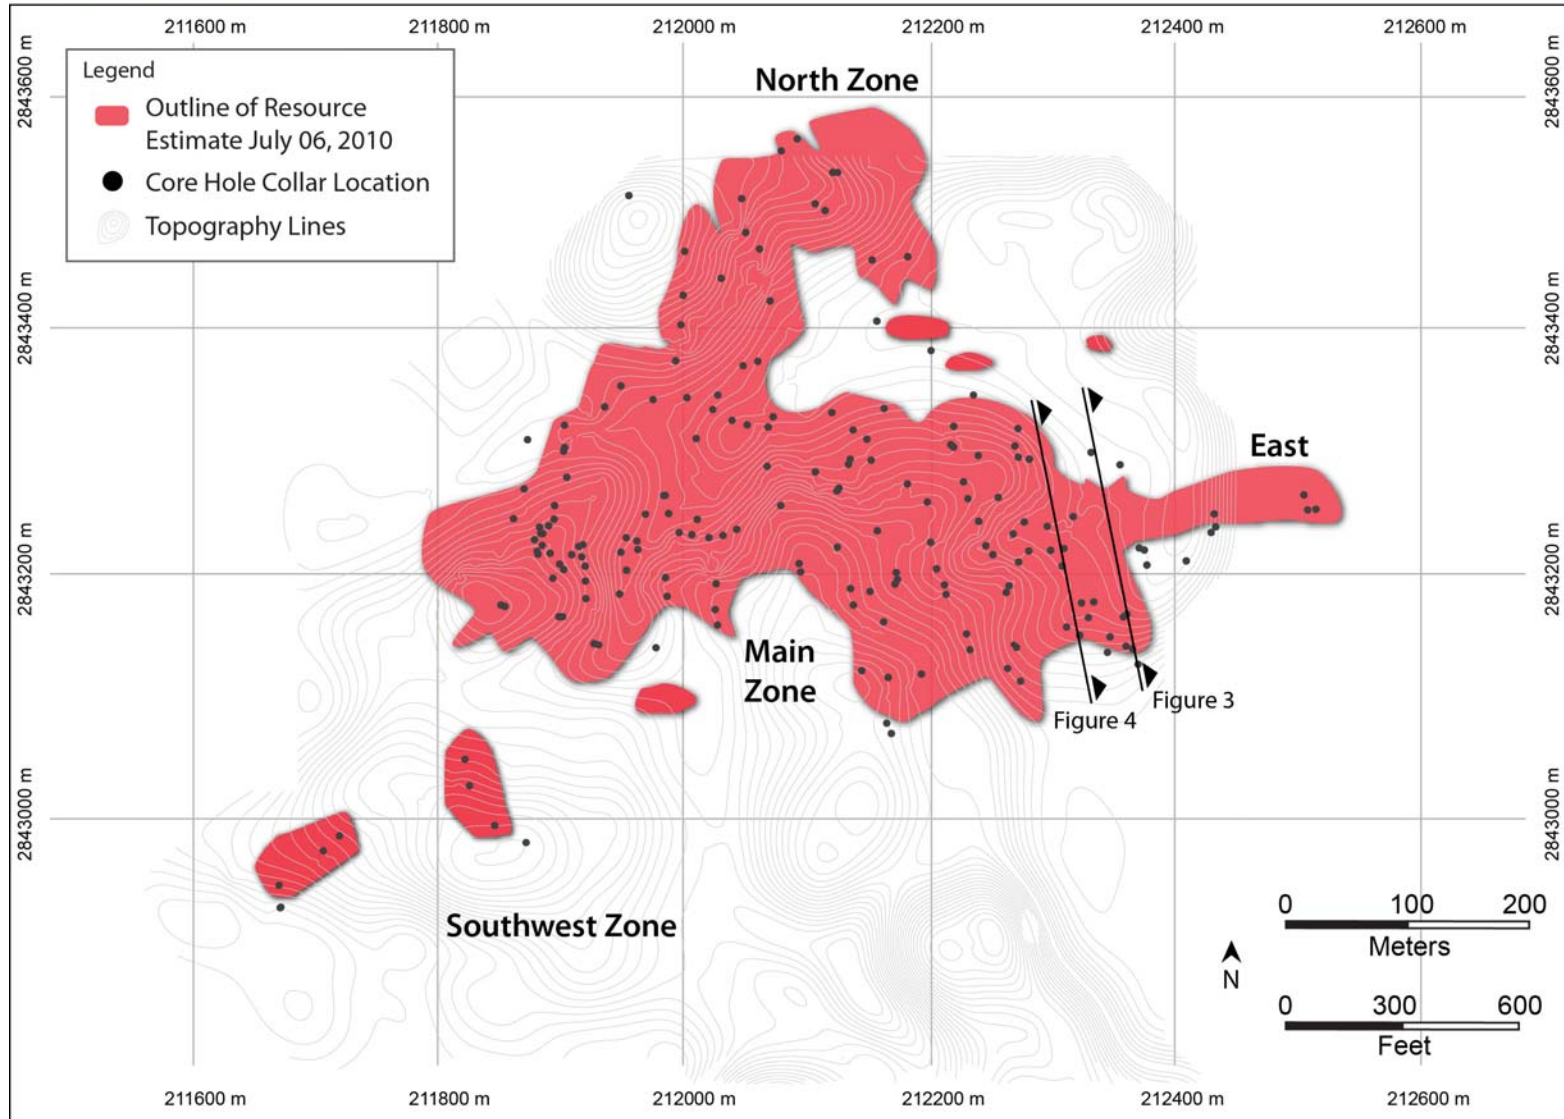 211600 m
211800 m
212000 m
212200 m
212400 m
212600 m
2843600 m
2843600 m
Legend
Outline of Resource
Estimate July 06, 2010
Core Hole Collar Location
Topography Lines
North Zone
2843400 m
2843400 m
East
2843200 m
2843200 m
Main
Zone
Figure 4
Figure 3
2843000 m
2843000 m
Southwest Zone
N
0 100 200
Meters
0 300 600
Feet
211600 m
211800 m
212000 m
212200 m
212400 m
212600 m